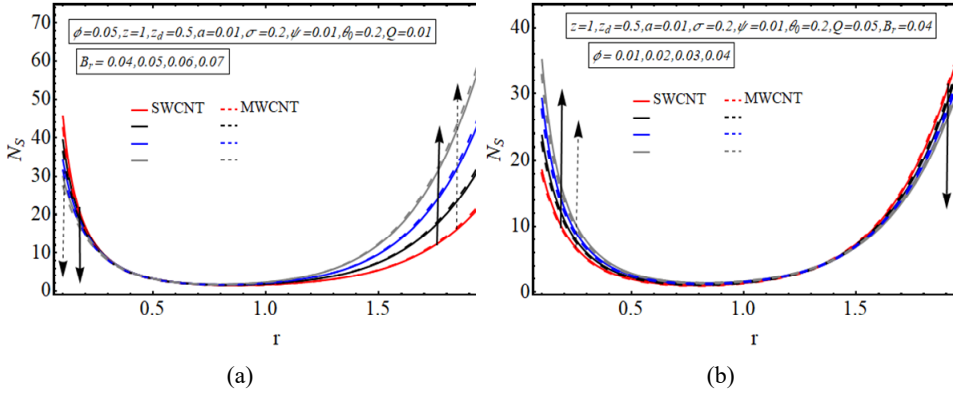 ϕ=0.05,z=1,z_d=0.5,a=0.01,σ=0.2,ψ=0.01,θ_0=0.2,Q=0.01
B_r = 0.04,0.05,0.06,0.07
SWCNT MWCNT
70
60
50
40
30
20
10
0
N_S
0.5 1.0 1.5
r
(a)
z=1,z_d=0.5,a=0.01,σ=0.2,ψ=0.01,θ_0=0.2,Q=0.05,B_r=0.04
ϕ = 0.01,0.02,0.03,0.04
SWCNT MWCNT
40
30
20
10
0
N_S
0.5 1.0 1.5
r
(b)